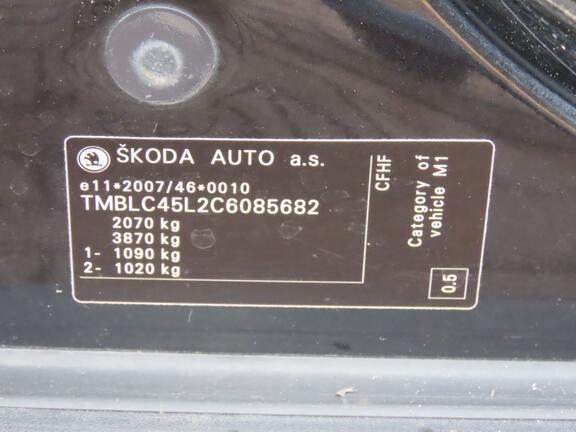 ŠKODA AUTO a.s.
e11*2007/46*0010
TMBLC45L2C6085682
2070 kg
3870 kg
1- 1090 kg
2- 1020 kg
CFHF
Category of
vehicle M1
0.5